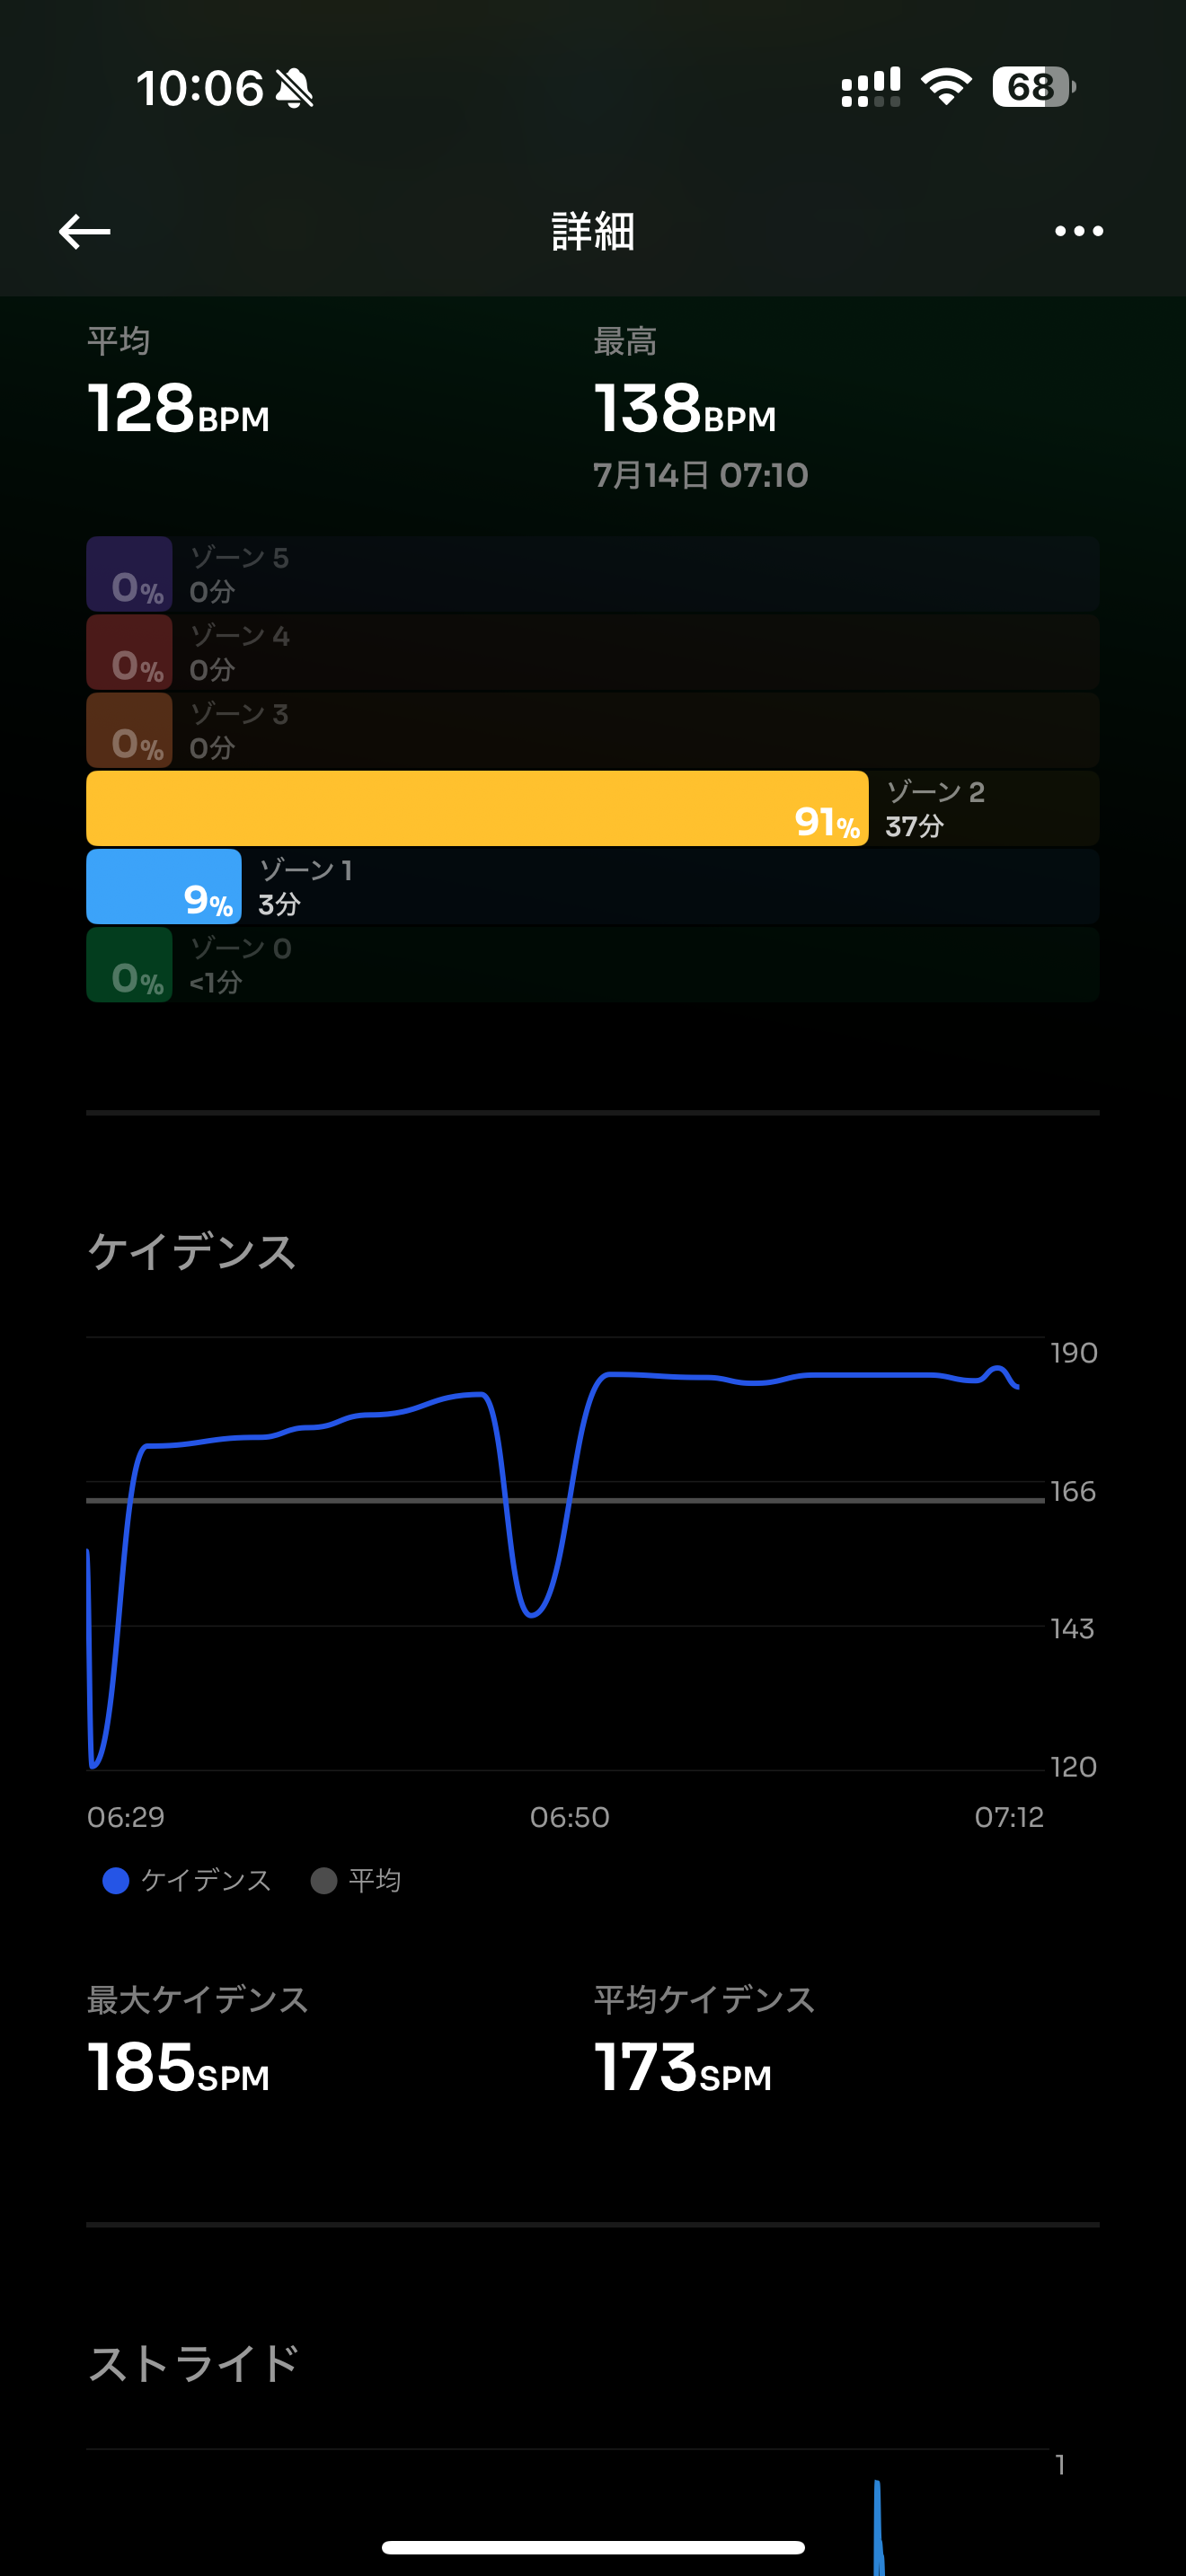 10:06
68
詳細
平均
最高
128BPM
138BPM
7月14日 07:10
0%
ゾーン 5
0分
0%
ゾーン 4
0分
0%
ゾーン 3
0分
91%
ゾーン 2
37分
9%
ゾーン 1
3分
0%
ゾーン 0
<1分
ケイデンス
190
166
143
120
06:29
06:50
07:12
ケイデンス
平均
最大ケイデンス
平均ケイデンス
185SPM
173SPM
ストライド
1